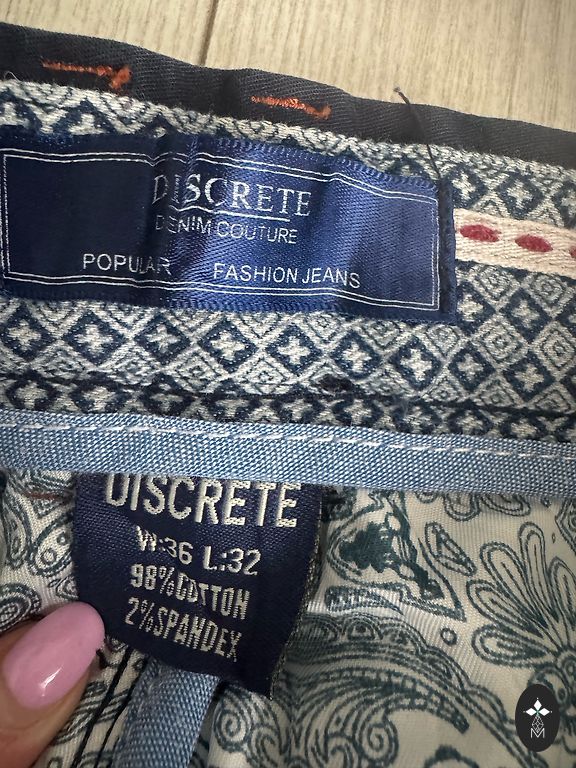 DISCRETE
DENIM COUTURE
POPULAR FASHION JEANS
DISCRETE
W:36 L:32
98%COTTON
2%SPANDEX